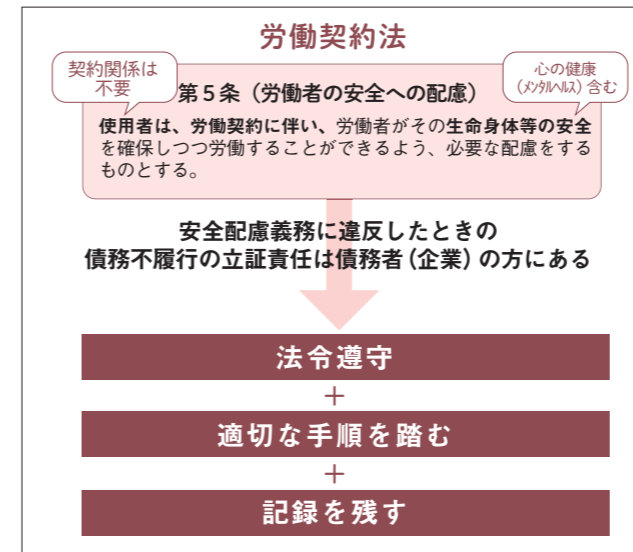 労働契約法
契約関係は
不要
心の健康
（メンタルヘルス）含む
第５条（労働者の安全への配慮）
使用者は、労働契約に伴い、労働者がその生命身体等の安全
を確保しつつ労働することができるよう、必要な配慮をする
ものとする。
安全配慮義務に違反したときの
債務不履行の立証責任は債務者（企業）の方にある
法令遵守
＋
適切な手順を踏む
＋
記録を残す